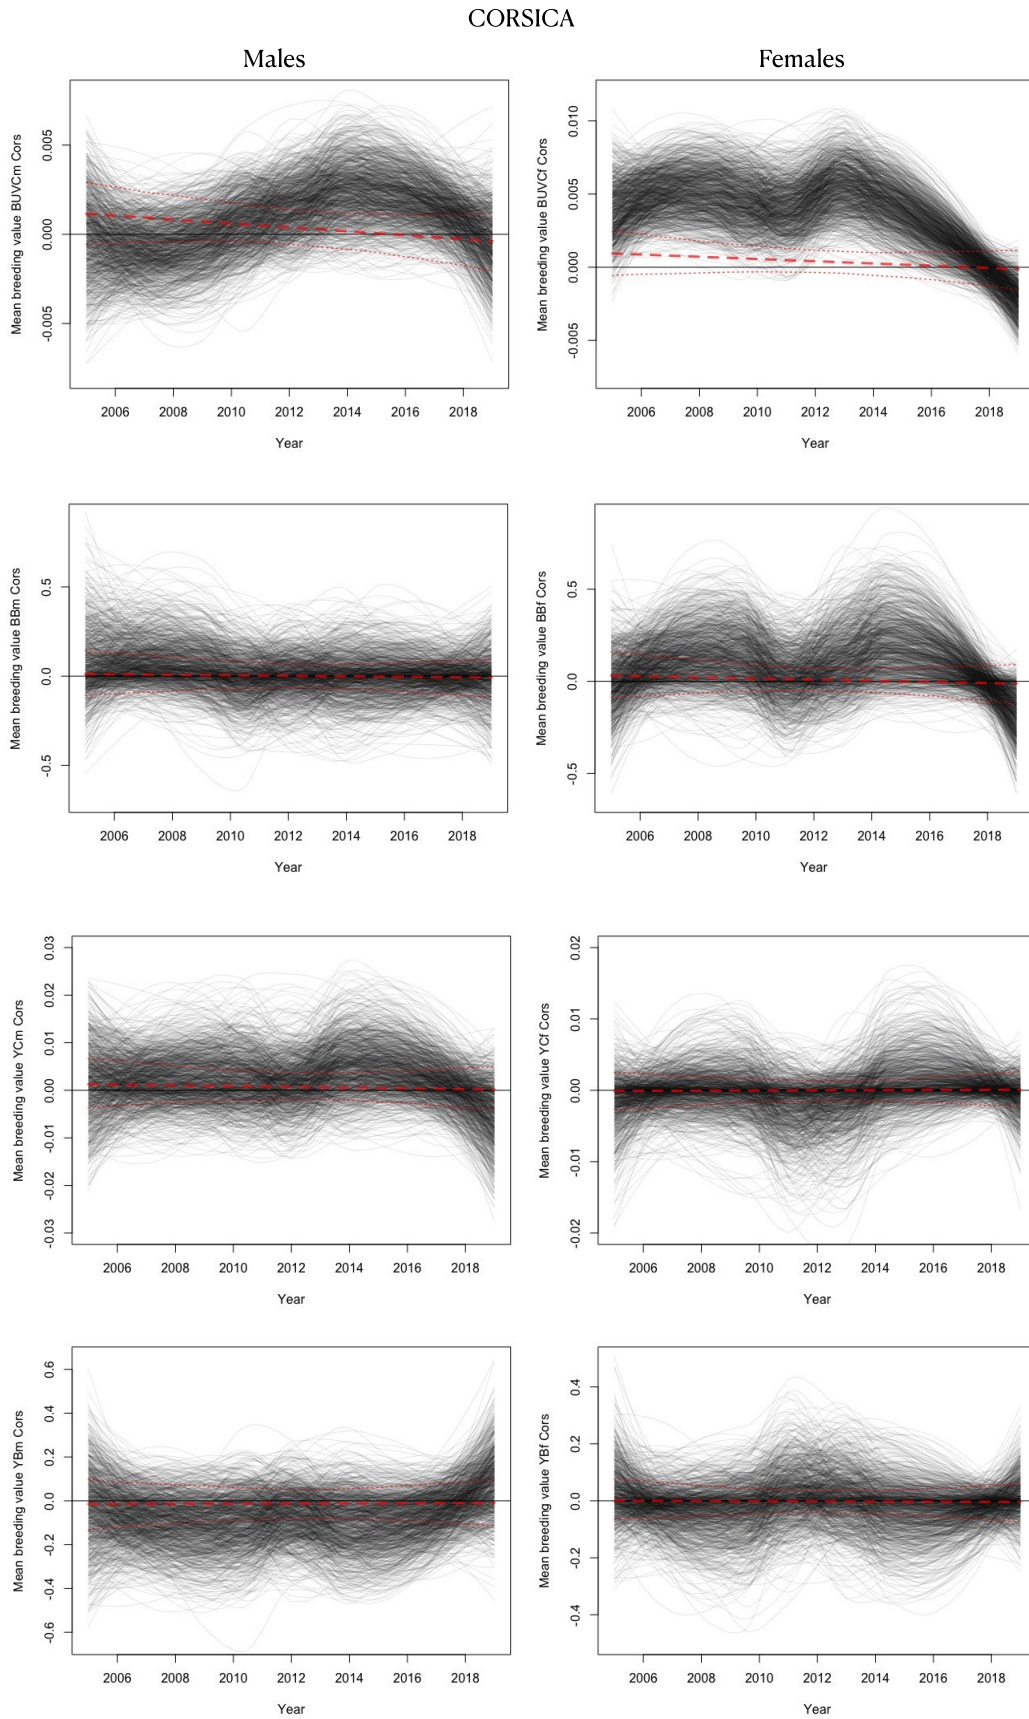 CORSICA
Males
Females
Mean breeding value BUVCm Cors
0.005
0.000
-0.005
2006 2008 2010 2012 2014 2016 2018
Year
Mean breeding value BUVCf Cors
0.010
0.005
0.000
-0.005
2006 2008 2010 2012 2014 2016 2018
Year
Mean breeding value BBm Cors
0.5
0.0
-0.5
2006 2008 2010 2012 2014 2016 2018
Year
Mean breeding value BBf Cors
0.5
0.0
-0.5
2006 2008 2010 2012 2014 2016 2018
Year
Mean breeding value YCm Cors
0.03
0.02
0.01
0.00
-0.01
-0.02
-0.03
2006 2008 2010 2012 2014 2016 2018
Year
Mean breeding value YCf Cors
0.02
0.01
0.00
-0.01
-0.02
2006 2008 2010 2012 2014 2016 2018
Year
Mean breeding value YBm Cors
0.6
0.4
0.2
0.0
-0.2
-0.4
-0.6
2006 2008 2010 2012 2014 2016 2018
Year
Mean breeding value YBf Cors
0.4
0.2
0.0
-0.2
-0.4
2006 2008 2010 2012 2014 2016 2018
Year